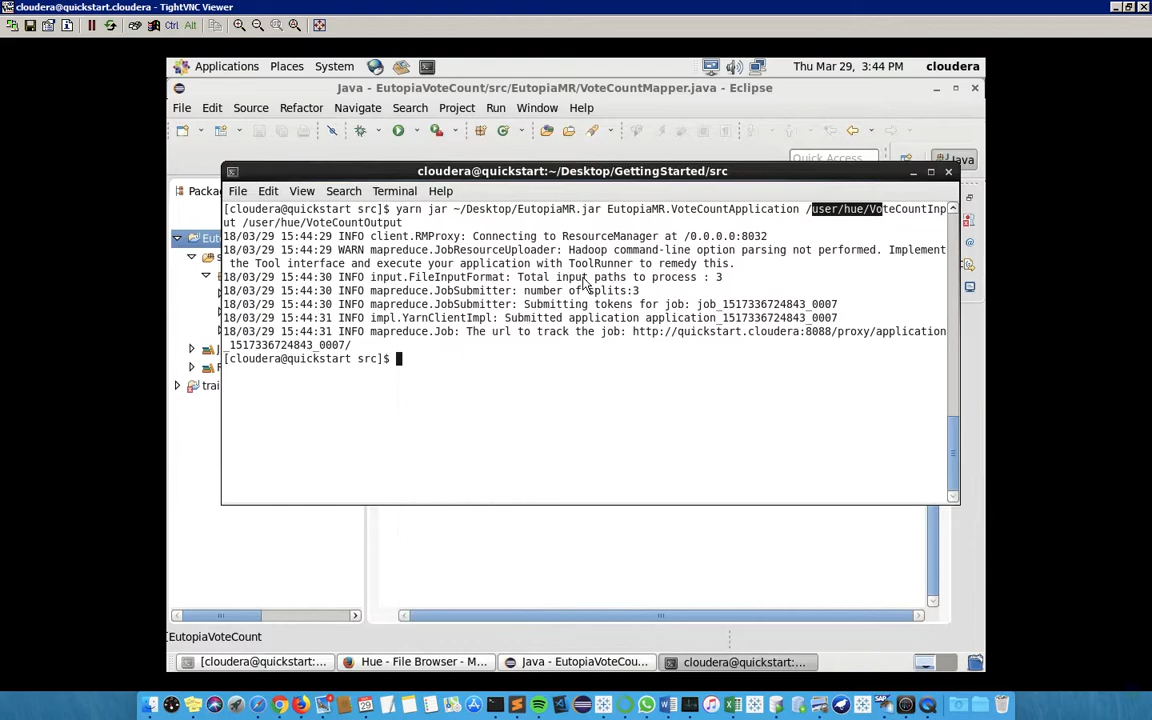 cloudera@quickstart.cloudera - TightVNC Viewer
Ctrl Alt
Applications Places System Thu Mar 29, 3:44 PM cloudera
Java - EutopiaVoteCount/src/EutopiaMR/VoteCountMapper.java - Eclipse
File Edit Source Refactor Navigate Search Project Run Window Help
Quick Access
Java
cloudera@quickstart:~/Desktop/GettingStarted/src
File Edit View Search Terminal Help
Packa
[cloudera@quickstart src]$ yarn jar ~/Desktop/EutopiaMR.jar EutopiaMR.VoteCountApplication /user/hue/VoteCountInp
ut /user/hue/VoteCountOutput
18/03/29 15:44:29 INFO client.RMProxy: Connecting to ResourceManager at /0.0.0.0:8032
18/03/29 15:44:29 WARN mapreduce.JobResourceUploader: Hadoop command-line option parsing not performed. Implement
the Tool interface and execute your application with ToolRunner to remedy this.
18/03/29 15:44:30 INFO input.FileInputFormat: Total input paths to process : 3
18/03/29 15:44:30 INFO mapreduce.JobSubmitter: number of splits:3
18/03/29 15:44:30 INFO mapreduce.JobSubmitter: Submitting tokens for job: job_1517336724843_0007
18/03/29 15:44:31 INFO impl.YarnClientImpl: Submitted application application_1517336724843_0007
18/03/29 15:44:31 INFO mapreduce.Job: The url to track the job: http://quickstart.cloudera:8088/proxy/application
_1517336724843_0007/
[cloudera@quickstart src]$
Eut
s
J
R
trai
EutopiaVoteCount
[cloudera@quickstart:... Hue - File Browser - M... Java - EutopiaVoteCou... cloudera@quickstart:...